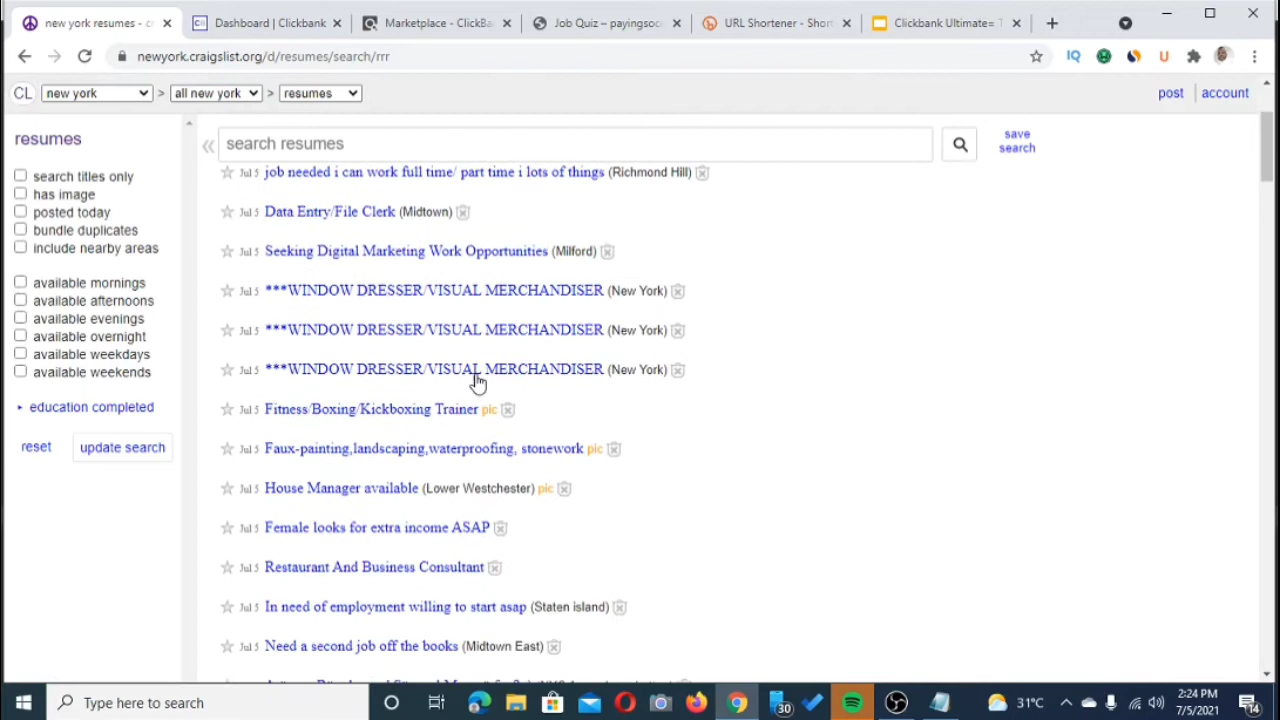 new york resumes - c
Dashboard | Clickbank
Marketplace - ClickBa
Job Quiz – payingsoc
URL Shortener - Short
Clickbank Ultimate= T
newyork.craigslist.org/d/resumes/search/rrr
CL new york > all new york > resumes
post account
resumes
search titles only
has image
posted today
bundle duplicates
include nearby areas
available mornings
available afternoons
available evenings
available overnight
available weekdays
available weekends
education completed
reset update search
search resumes
save
search
Jul 5 job needed i can work full time/ part time i lots of things (Richmond Hill)
Jul 5 Data Entry/File Clerk (Midtown)
Jul 5 Seeking Digital Marketing Work Opportunities (Milford)
Jul 5 ***WINDOW DRESSER/VISUAL MERCHANDISER (New York)
Jul 5 ***WINDOW DRESSER/VISUAL MERCHANDISER (New York)
Jul 5 ***WINDOW DRESSER/VISUAL MERCHANDISER (New York)
Jul 5 Fitness/Boxing/Kickboxing Trainer pic
Jul 5 Faux-painting,landscaping,waterproofing, stonework pic
Jul 5 House Manager available (Lower Westchester) pic
Jul 5 Female looks for extra income ASAP
Jul 5 Restaurant And Business Consultant
Jul 5 In need of employment willing to start asap (Staten island)
Jul 5 Need a second job off the books (Midtown East)
Type here to search
30
31°C
2:24 PM
7/5/2021
14